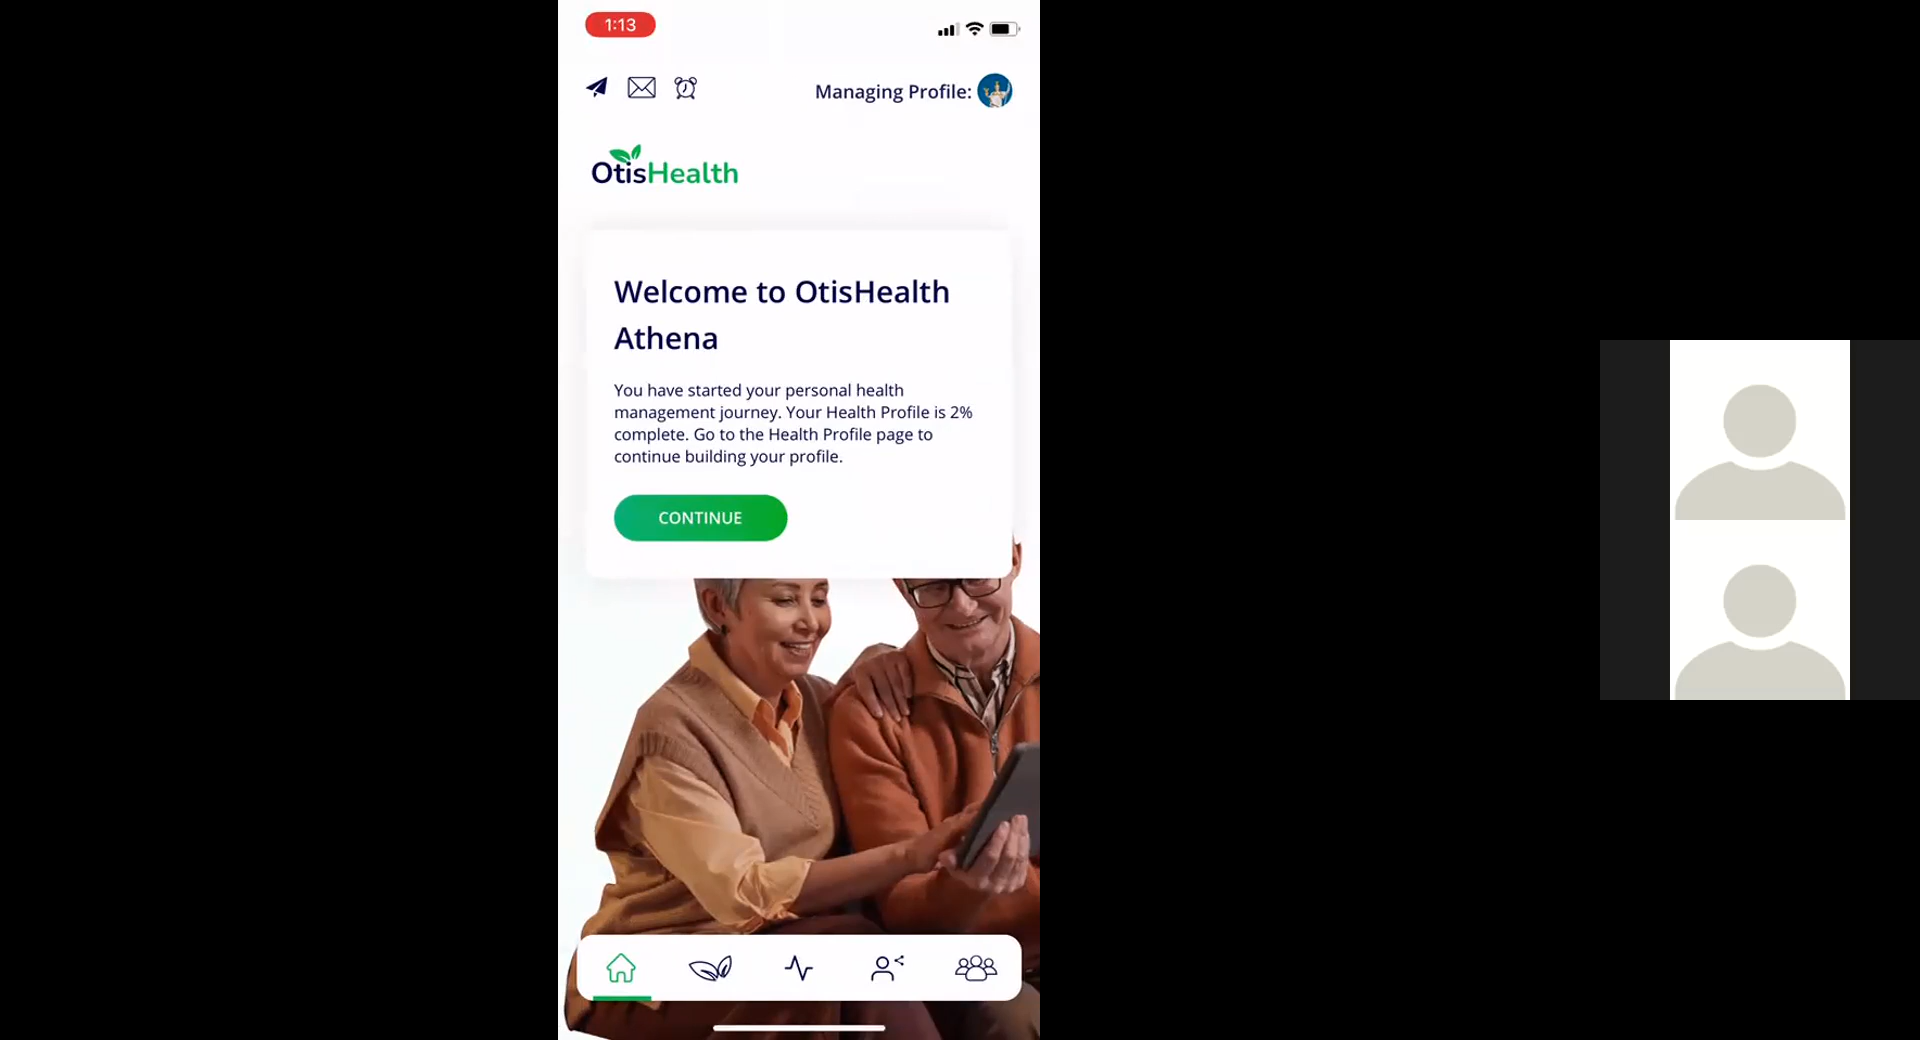 1:13
Managing Profile:
OtisHealth
Welcome to OtisHealth
Athena
You have started your personal health
management journey. Your Health Profile is 2%
complete. Go to the Health Profile page to
continue building your profile.
CONTINUE